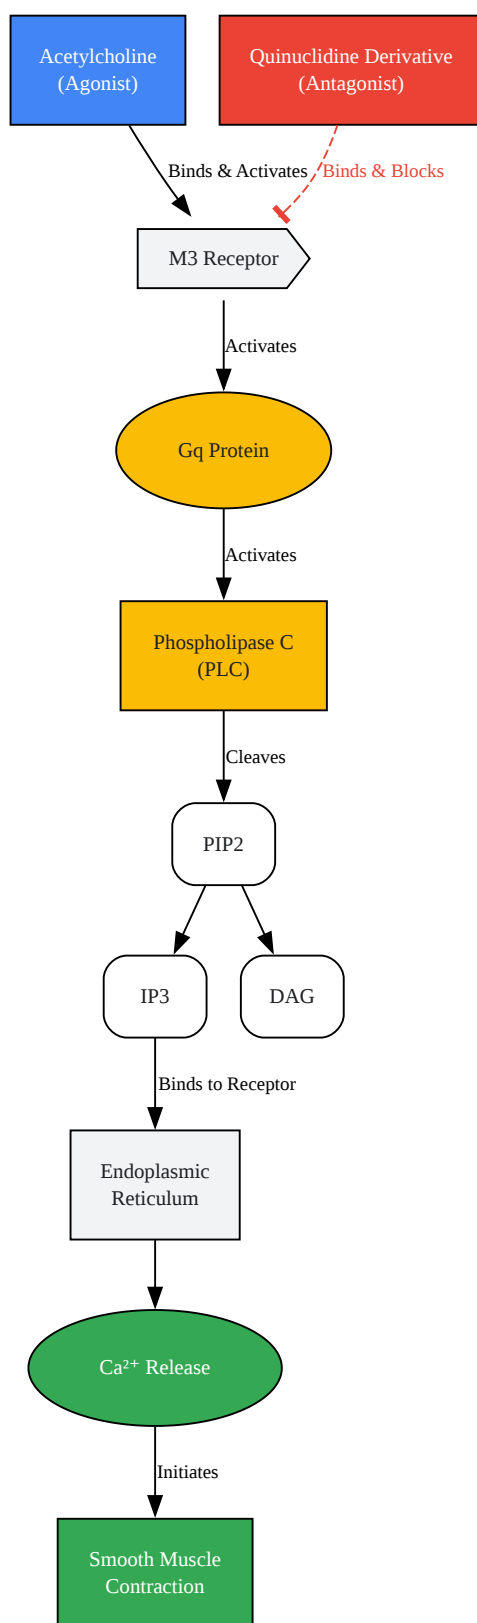 Acetylcholine
(Agonist)
Quinuclidine Derivative
(Antagonist)
Binds & Activates
Binds & Blocks
M3 Receptor
Activates
Gq Protein
Activates
Phospholipase C
(PLC)
Cleaves
PIP2
IP3
DAG
Binds to Receptor
Endoplasmic
Reticulum
Ca²⁺ Release
Initiates
Smooth Muscle
Contraction